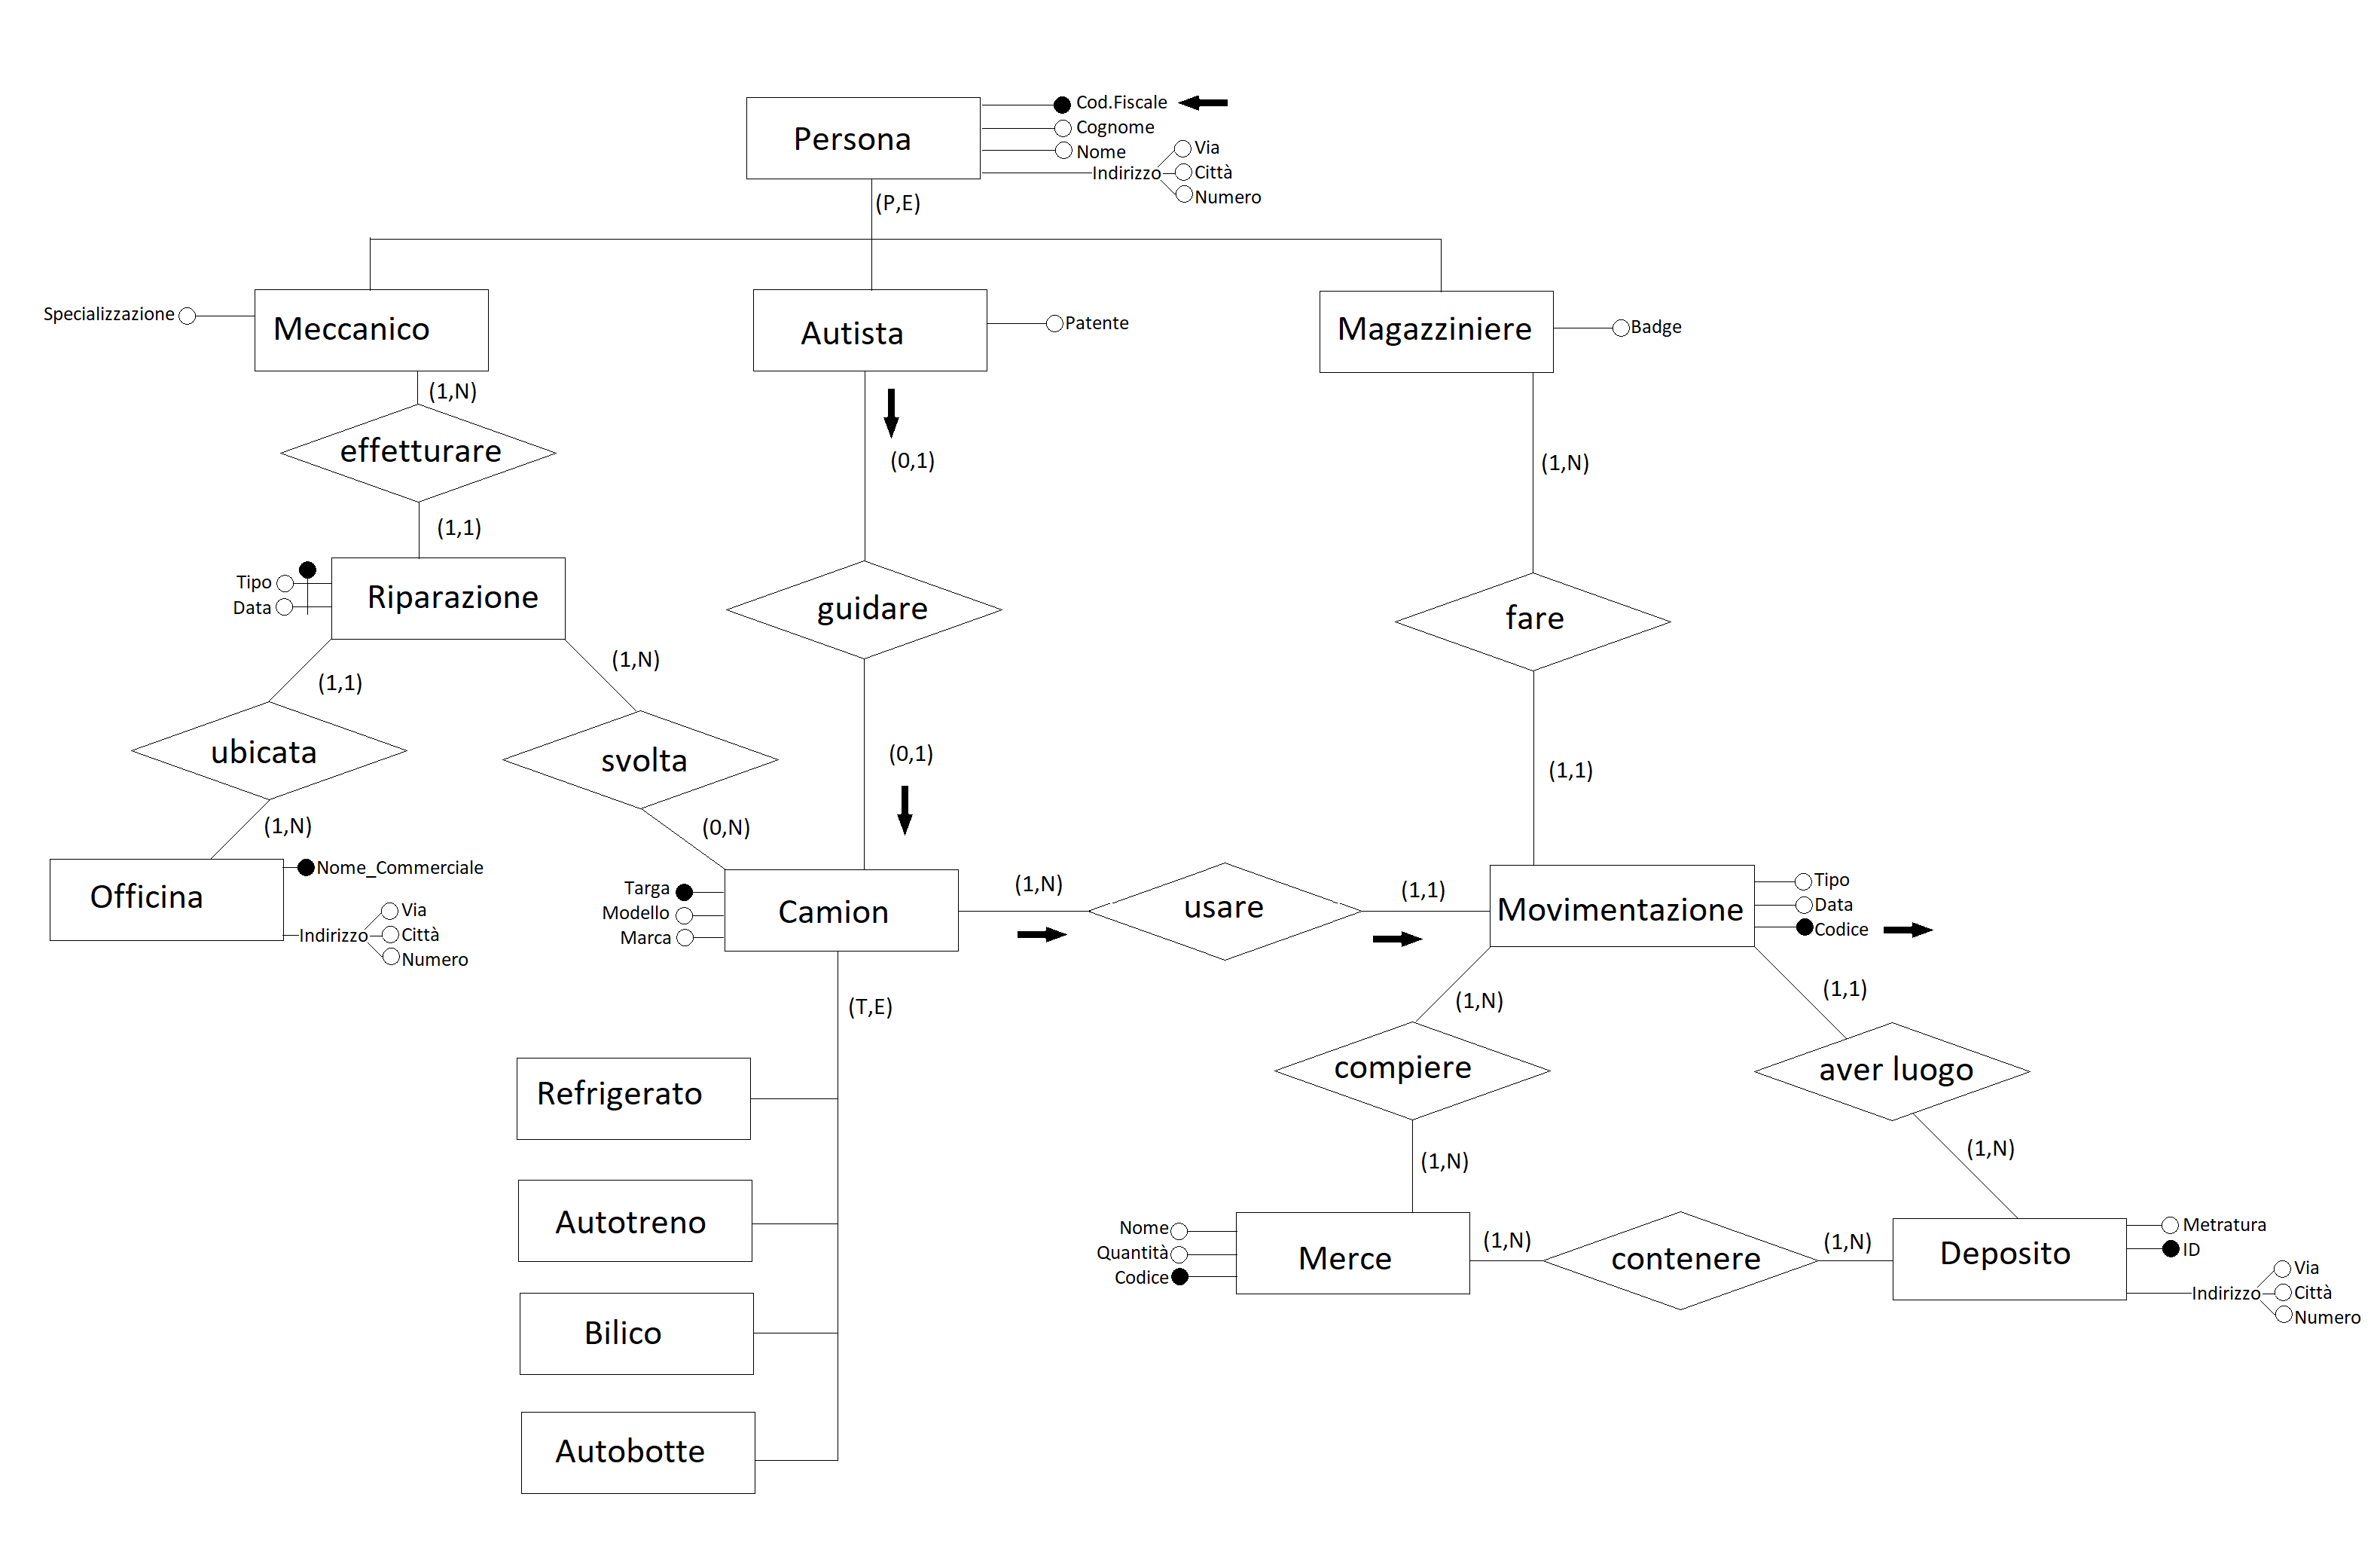 Persona
Cod.Fiscale
Cognome
Nome
Indirizzo
Via
Città
Numero
(P,E)
Specializzazione
Meccanico
Autista
Patente
Magazziniere
Badge
(1,N)
effetturare
(1,1)
(0,1)
guidare
(0,1)
(1,N)
fare
(1,1)
Tipo
Data
Riparazione
(1,1)
(1,N)
ubicata
svolta
(1,N)
(0,N)
Officina
Nome_Commerciale
Indirizzo
Via
Città
Numero
Targa
Modello
Marca
Camion
(1,N)
usare
(1,1)
Movimentazione
Tipo
Data
Codice
(T,E)
Refrigerato
Autotreno
Bilico
Autobotte
(1,N)
compiere
(1,N)
(1,1)
aver luogo
(1,N)
Nome
Quantità
Codice
Merce
(1,N)
contenere
(1,N)
Deposito
Metratura
ID
Indirizzo
Via
Città
Numero